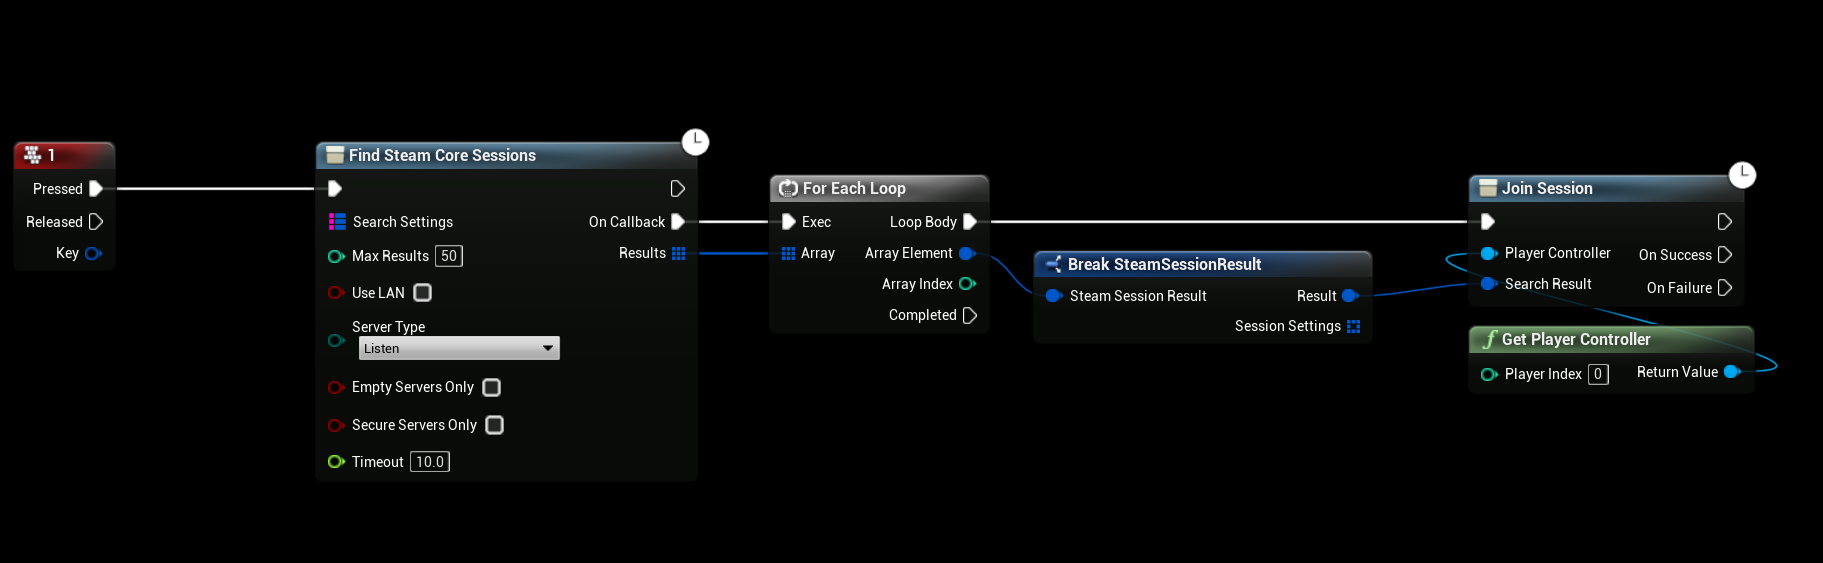 1
Pressed
Released
Key
Find Steam Core Sessions
Search Settings
On Callback
Max Results 50
Results
Use LAN
Server Type
Listen
Empty Servers Only
Secure Servers Only
Timeout 10.0
For Each Loop
Exec Loop Body
Array Array Element
Array Index
Completed
Break SteamSessionResult
Steam Session Result Result
Session Settings
Join Session
Player Controller
On Success
Search Result
On Failure
f Get Player Controller
Player Index 0 Return Value